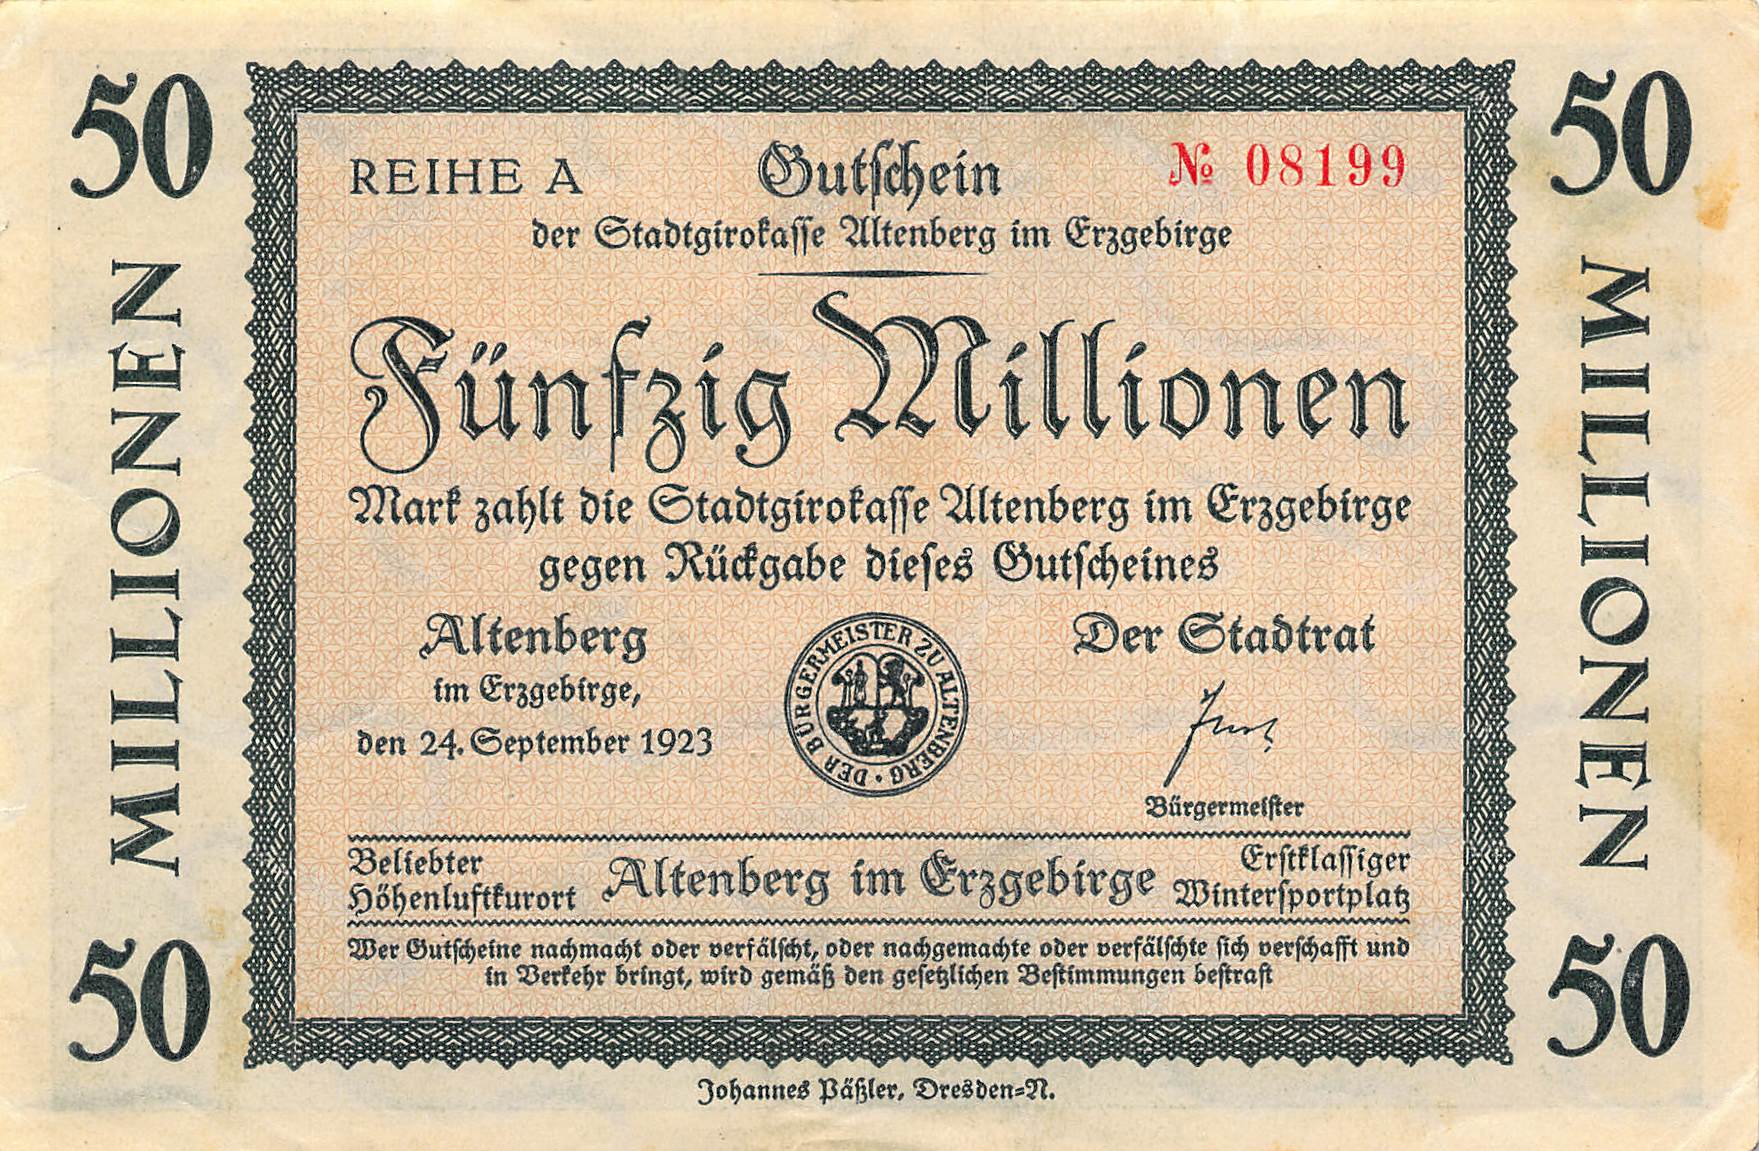 50
50
MILLIONEN
MILLIONEN
50
50
REIHE A
Gutschein
№ 08199
der Stadtgirokasse Altenberg im Erzgebirge
Fünfzig Millionen
Mark zahlt die Stadtgirokasse Altenberg im Erzgebirge
gegen Rückgabe dieses Gutscheines
Altenberg
im Erzgebirge,
den 24. September 1923
DER BÜRGERMEISTER ZU ALTENBERG
Der Stadtrat
Bürgermeister
Beliebter
Höhenluftkurort
Altenberg im Erzgebirge
Erstklassiger
Wintersportplatz
Wer Gutscheine nachmacht oder verfälscht, oder nachgemachte oder verfälschte sich verschafft und
in Verkehr bringt, wird gemäß den gesetzlichen Bestimmungen bestraft
Johannes Päßler, Dresden-N.